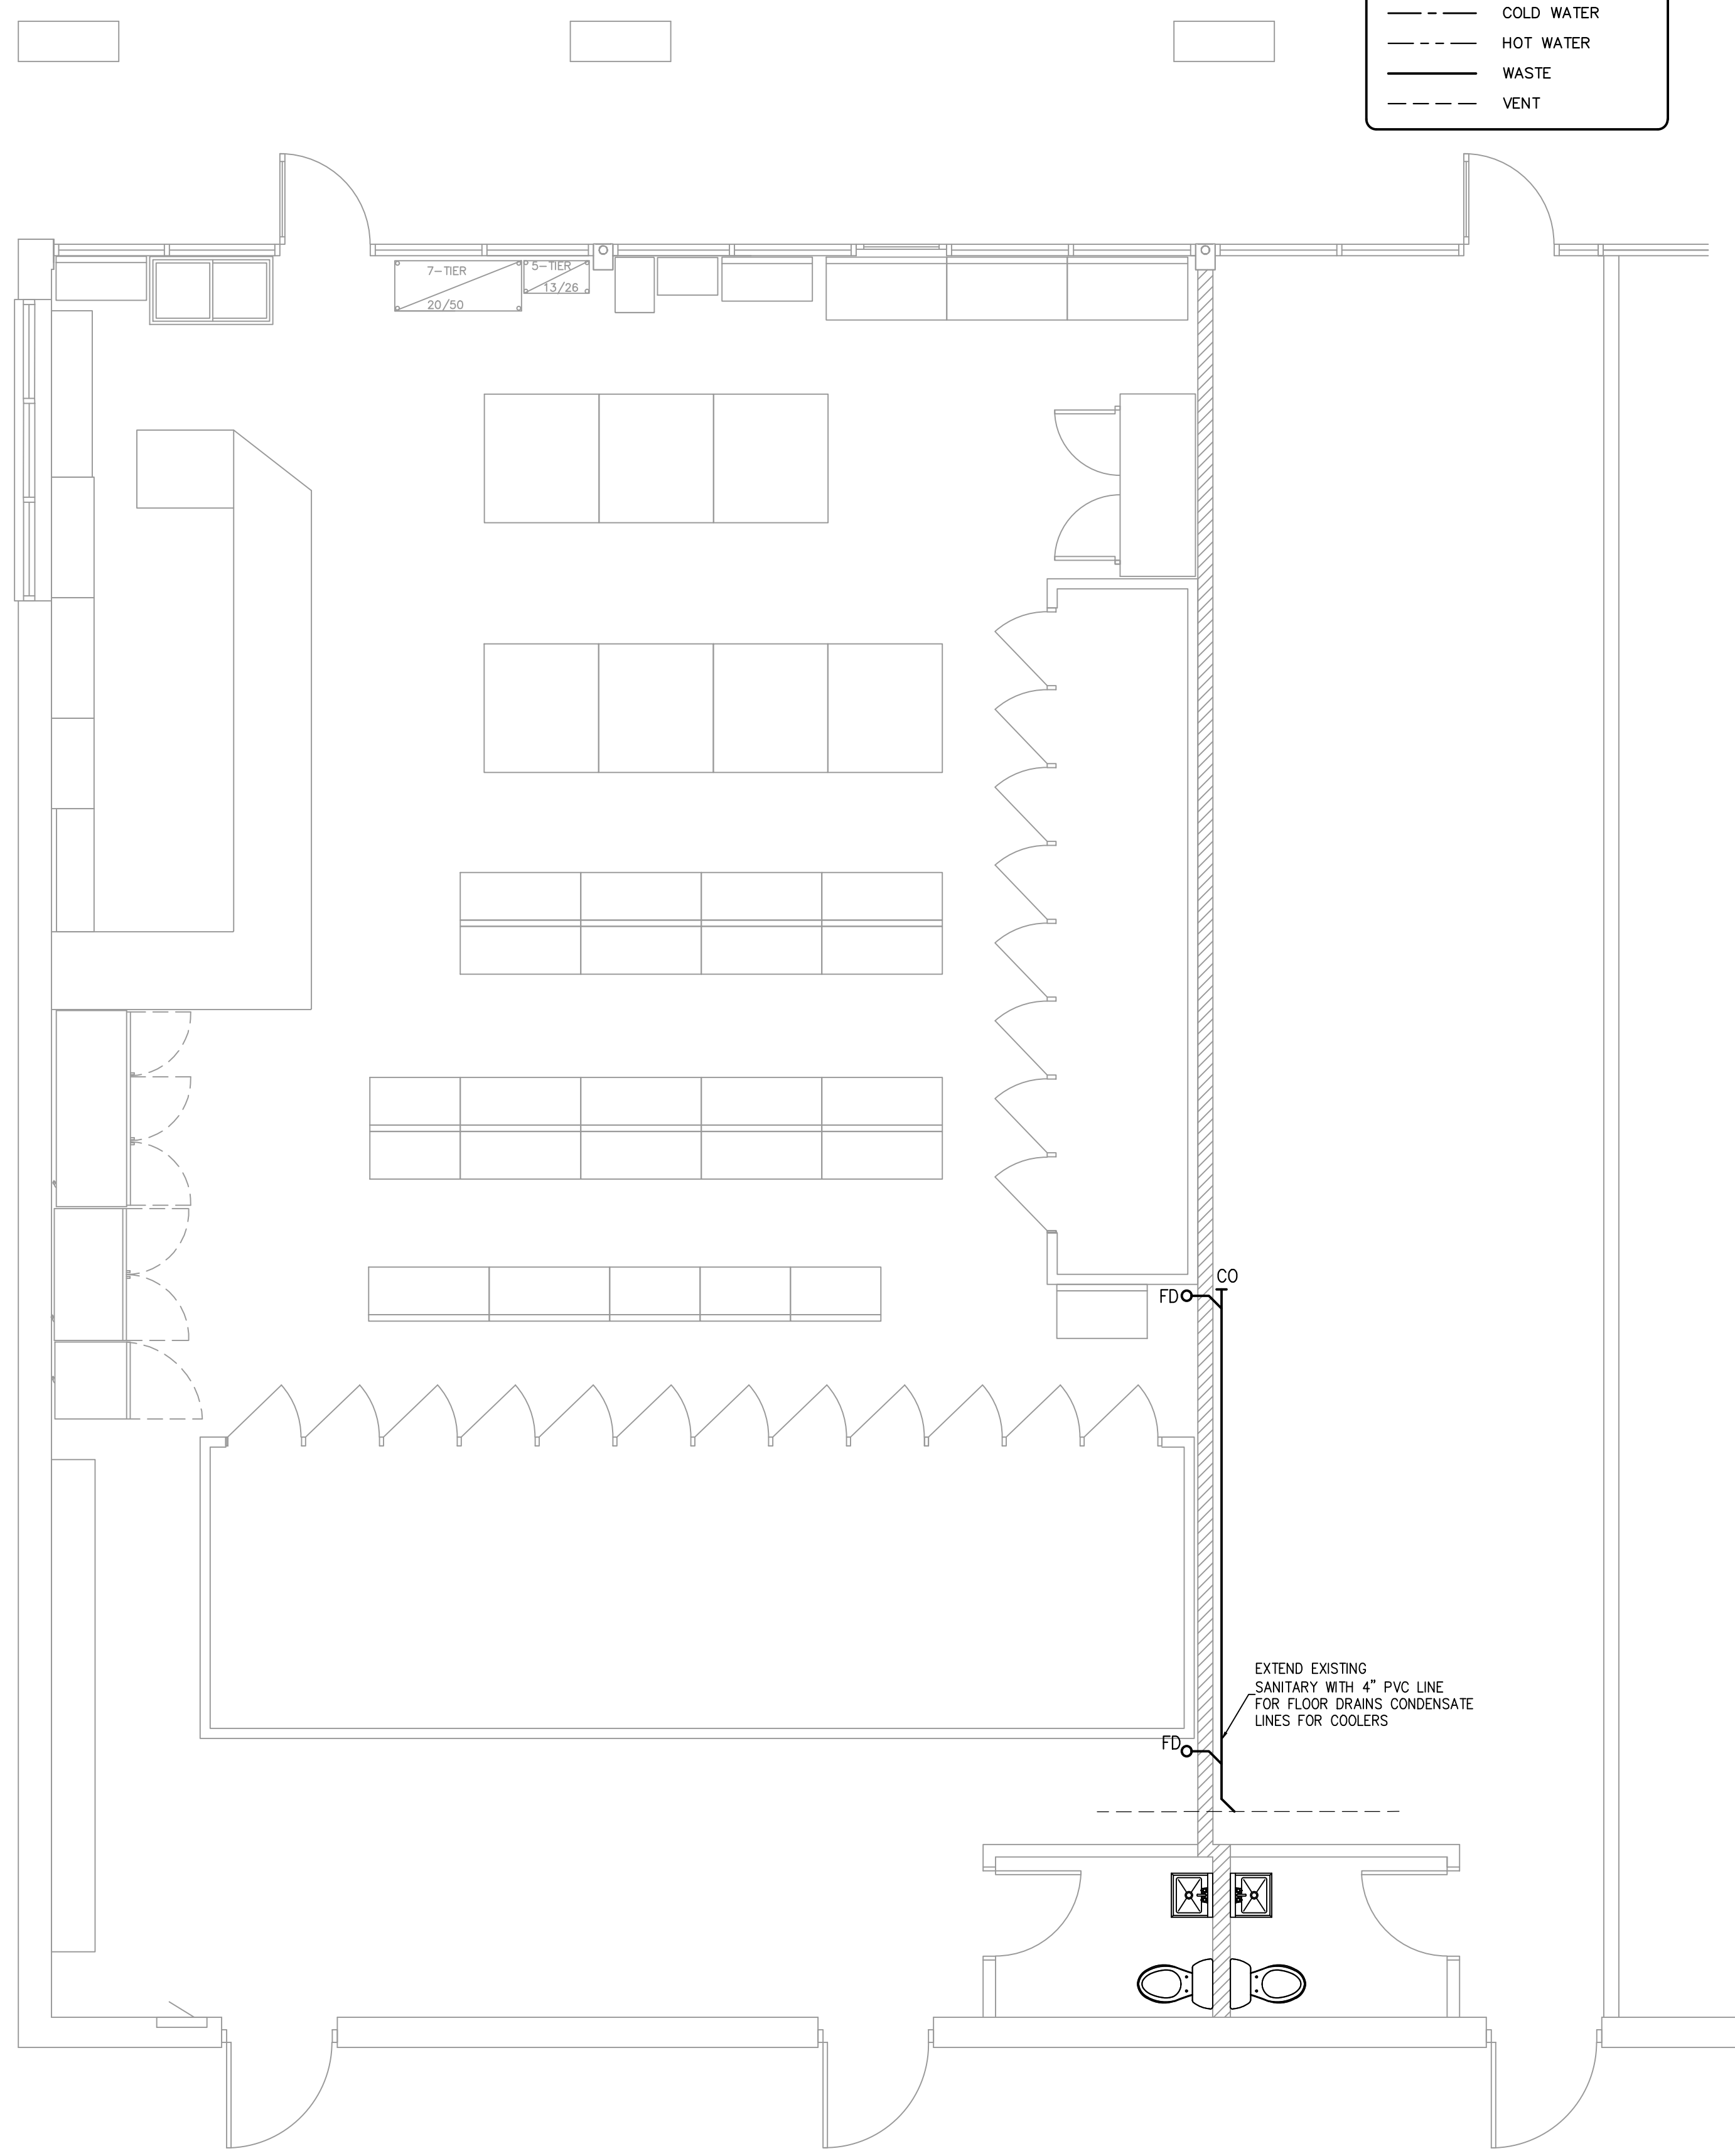 COLD WATER
HOT WATER
WASTE
VENT
7-TIER
20/50
5-TIER
13/26
CO
FD
EXTEND EXISTING
SANITARY WITH 4" PVC LINE
FOR FLOOR DRAINS CONDENSATE
LINES FOR COOLERS
FD